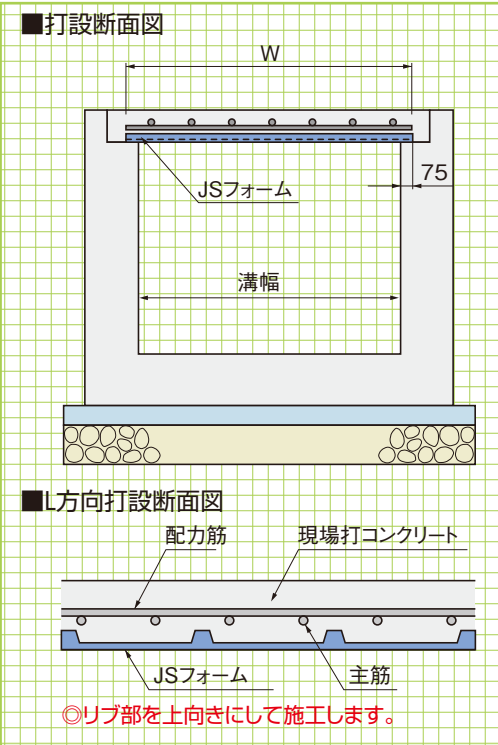 ■打設断面図
W
JSフォーム
75
溝幅
■L方向打設断面図
配力筋
現場打コンクリート
JSフォーム
主筋
◎リブ部を上向きにして施工します。